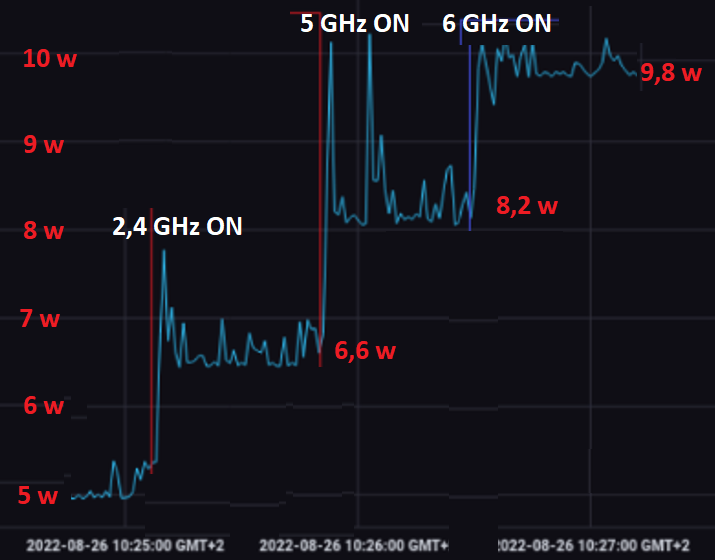 5 GHz ON 6 GHz ON
10 w
9,8 w
9 w
8,2 w
2,4 GHz ON
8 w
7 w
6,6 w
6 w
5 w
2022-08-26 10:25:00 GMT+2 2022-08-26 10:26:00 GMT+ 2022-08-26 10:27:00 GMT+2